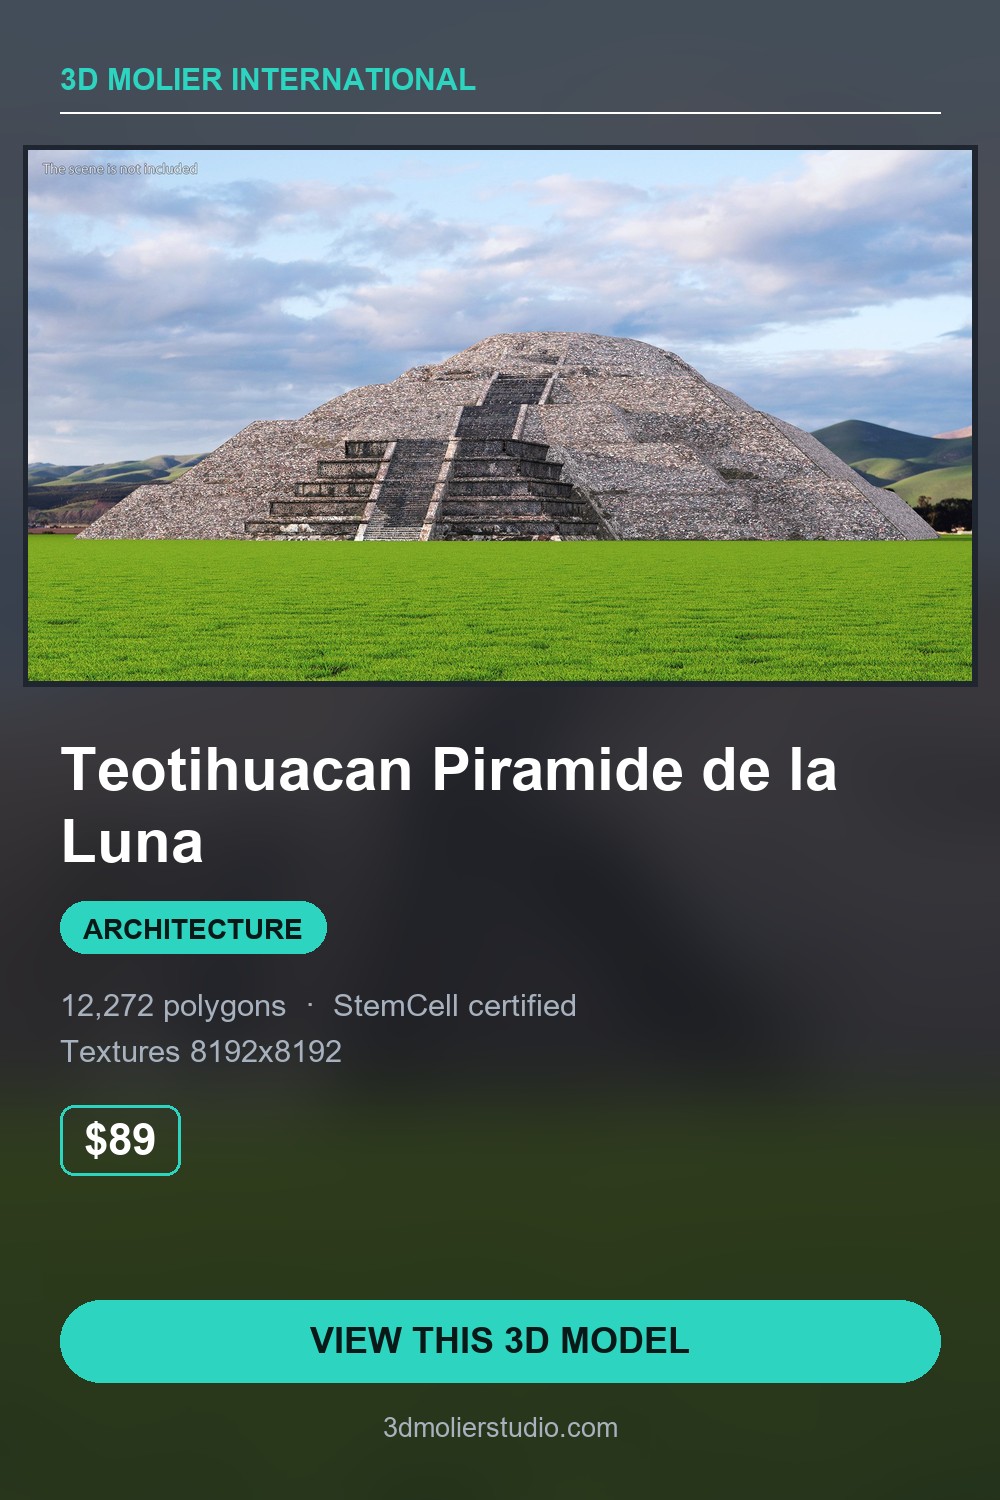 3D MOLIER INTERNATIONAL
The scene is not included
Teotihuacan Piramide de la
Luna
ARCHITECTURE
12,272 polygons · StemCell certified
Textures 8192x8192
$89
VIEW THIS 3D MODEL
3dmolierstudio.com